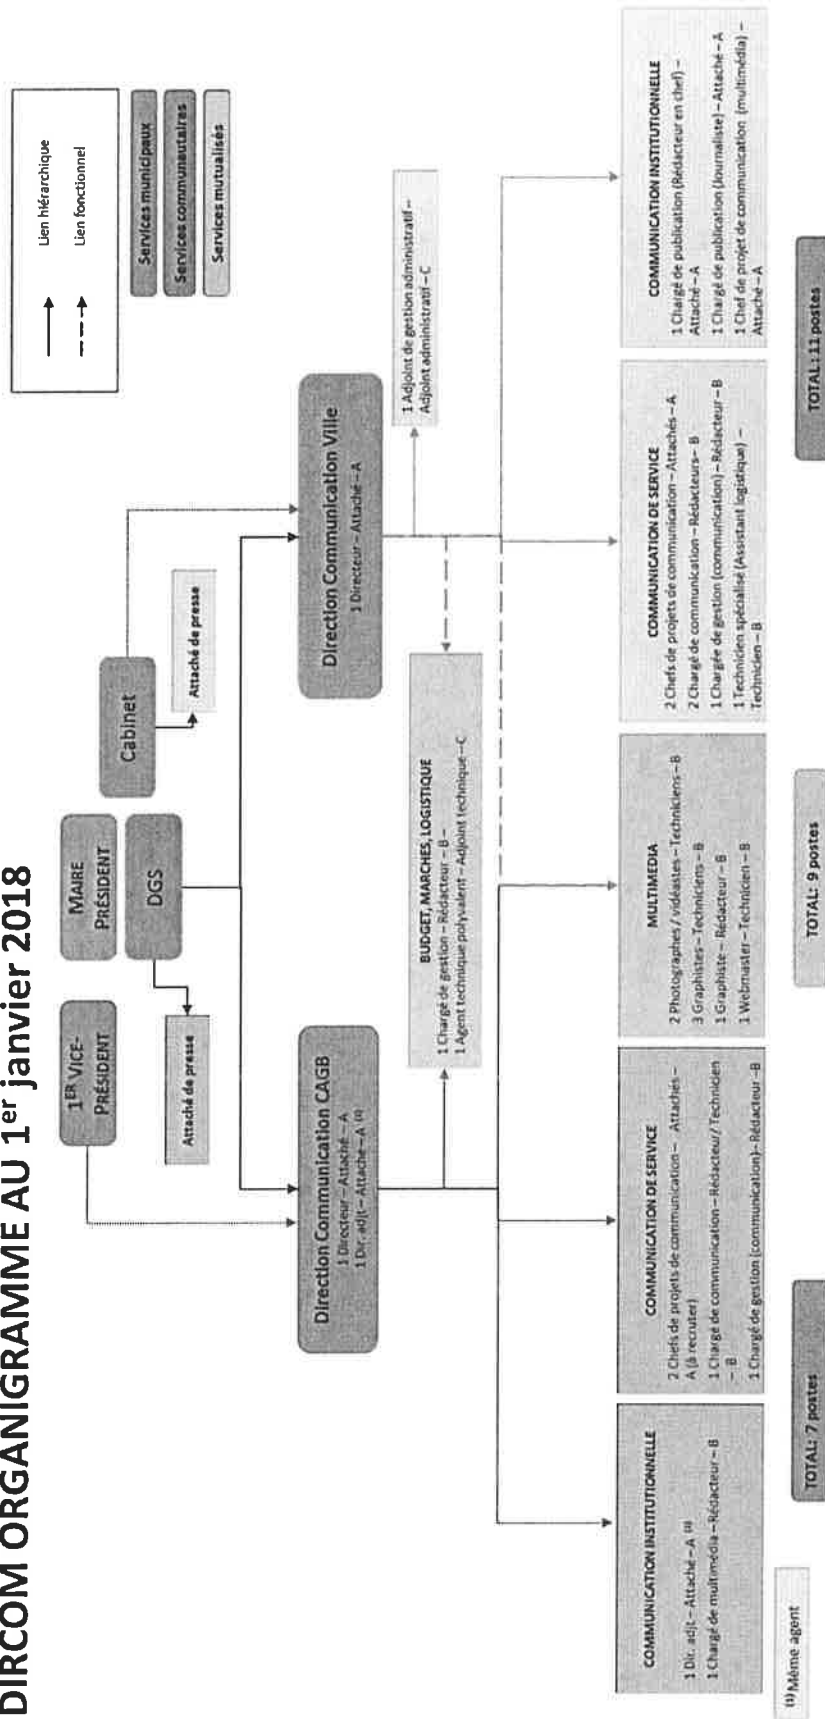 DIRCOM ORGANIGRAMME AU 1er janvier 2018
Lien hiérarchique
Lien fonctionnel
Services municipaux
Services communautaires
Services mutualisés
1ER VICE-
PRÉSIDENT
MAIRE
PRÉSIDENT
DGS
Cabinet
Attaché de presse
Attaché de presse
Direction Communication CAGB
1 Directeur – Attaché – A
1 Dir. adjt – Attaché – A (1)
Direction Communication Ville
1 Directeur – Attaché – A
1 Adjoint de gestion administratif –
Adjoint administratif – C
BUDGET, MARCHES, LOGISTIQUE
1 Chargé de gestion – Rédacteur – B –
1 Agent technique polyvalent – Adjoint technique – C
COMMUNICATION INSTITUTIONNELLE
1 Dir. adjt – Attaché – A (1)
1 Chargé de multimédia – Rédacteur – B
COMMUNICATION DE SERVICE
2 Chefs de projets de communication – Attachés –
A (à recruter)
1 Chargé de communication – Rédacteur / Technicien
– B
1 Chargé de gestion (communication) - Rédacteur – B
MULTIMEDIA
2 Photographes / vidéastes – Techniciens – B
3 Graphistes – Techniciens – B
1 Graphiste – Rédacteur – B
1 Webmaster – Technicien – B
COMMUNICATION DE SERVICE
2 Chefs de projets de communication – Attachés – A
2 Chargé de communication – Rédacteurs – B
1 Chargée de gestion (communication) – Rédacteur – B
1 Technicien spécialisé (Assistant logistique) –
Technicien – B
COMMUNICATION INSTITUTIONNELLE
1 Chargé de publication (Rédacteur en chef) –
Attaché – A
1 Chargé de publication (Journaliste) – Attaché – A
1 Chef de projet de communication (multimédia) –
Attaché – A
(1) Même agent
TOTAL: 7 postes
TOTAL: 9 postes
TOTAL : 11 postes